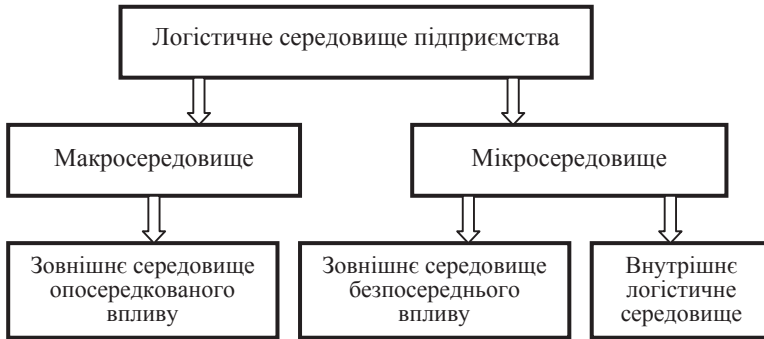 Логістичне середовище підприємства
Макросередовище
Мікросередовище
Зовнішнє середовище
опосередкованого
впливу
Зовнішнє середовище
безпосереднього
впливу
Внутрішнє
логістичне
середовище